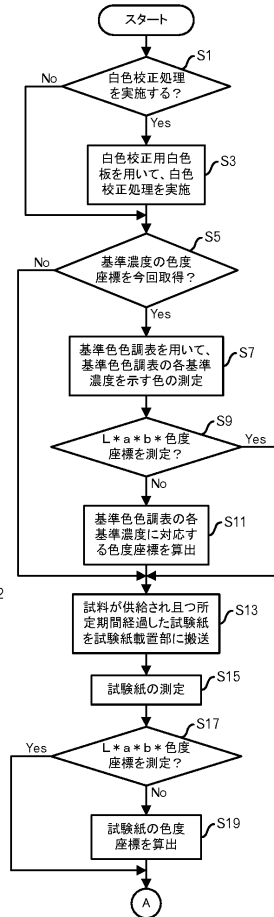 スタート
S1
白色校正処理
を実施する？
No
Yes
白色校正用白色
板を用いて、白色
校正処理を実施
S3
S5
基準濃度の色度
座標を今回取得？
No
Yes
基準色色調表を用いて、
基準色色調表の各基準
濃度を示す色の測定
S7
S9
L*a*b*色度
座標を測定？
Yes
No
基準色色調表の各
基準濃度に対応す
る色度座標を算出
S11
2
試料が供給され且つ所
定期間経過した試験紙
を試験紙載置部に搬送
S13
試験紙の測定
S15
S17
L*a*b*色度
座標を測定？
Yes
No
試験紙の色度
座標を算出
S19
A